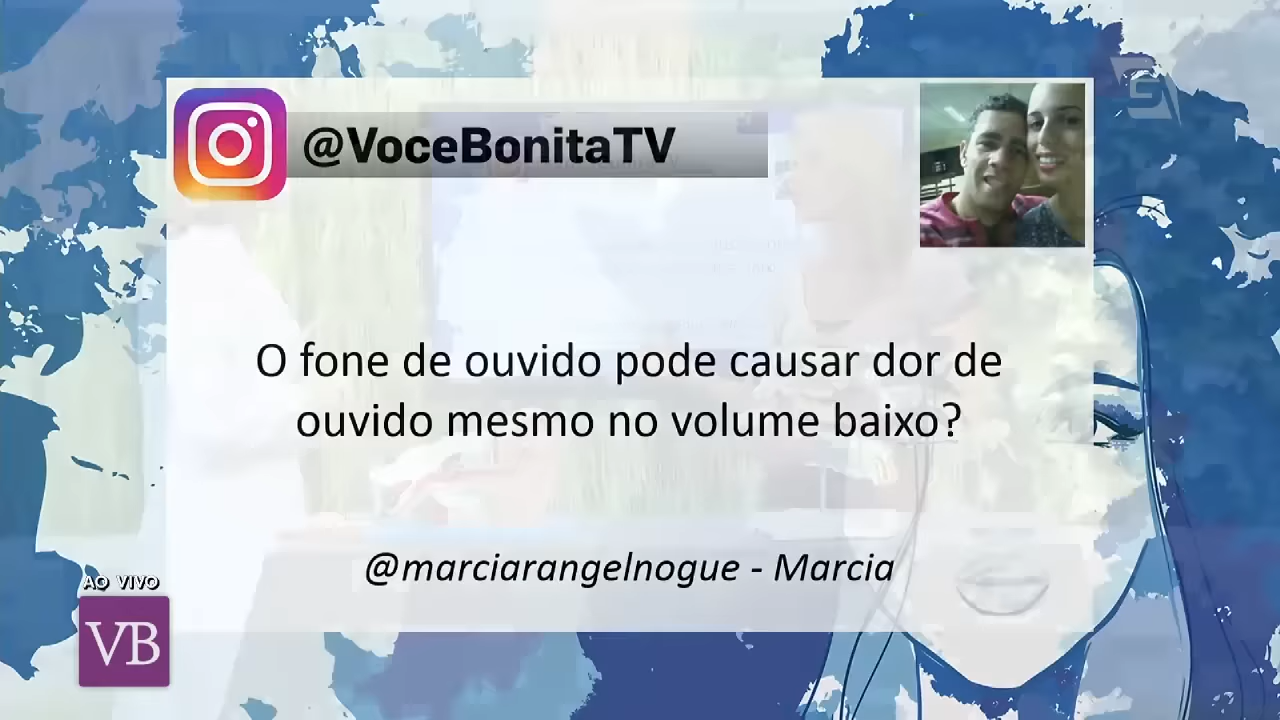 @VoceBonitaTV
O fone de ouvido pode causar dor de
ouvido mesmo no volume baixo?
@marciarangelnogue - Marcia
AO VIVO
VB